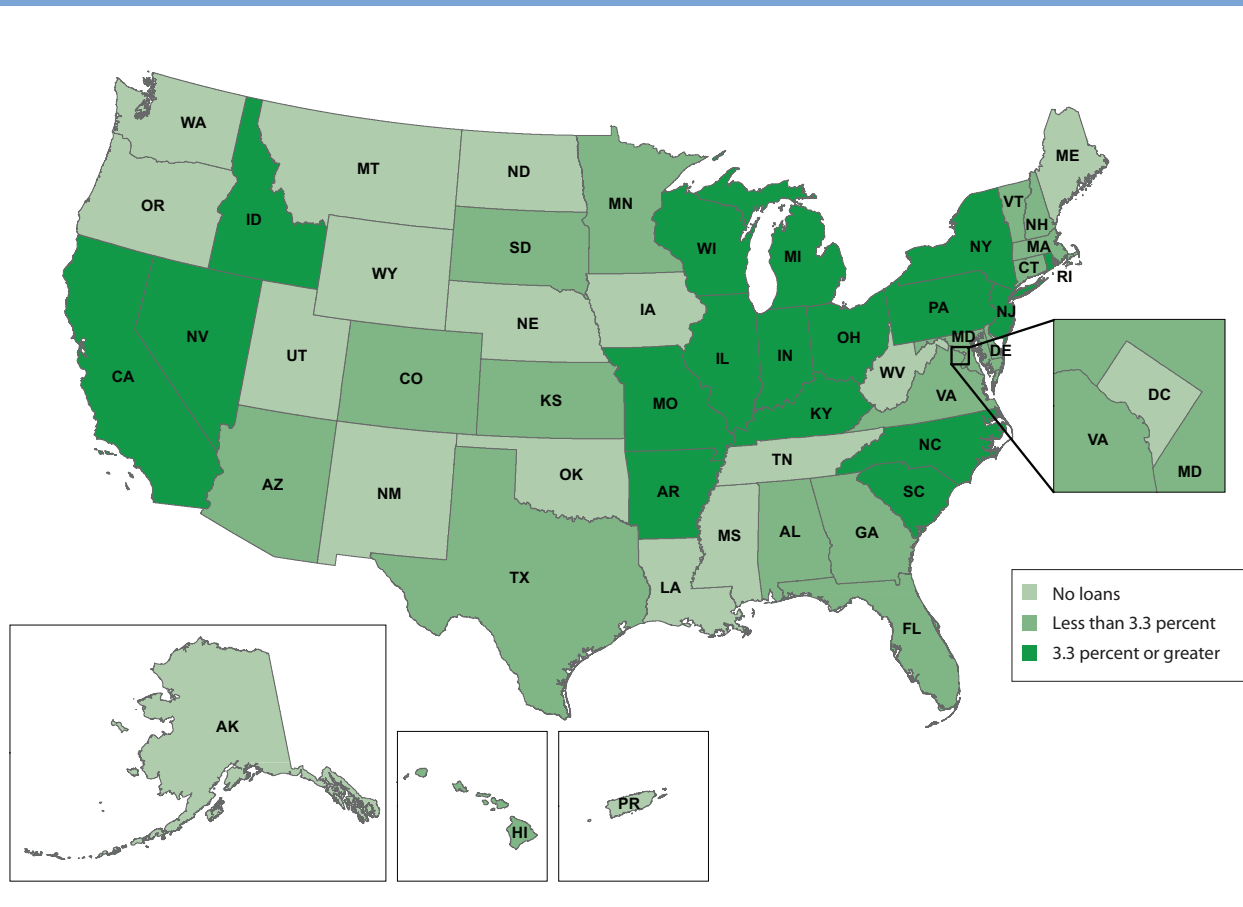 WA
MT
ND
ME
OR
ID
MN
VT
NH
SD
WI
NY
MA
MI
CT
RI
WY
IA
PA
NJ
NE
NV
OH
MD
DE
UT
IL
IN
WV
CA
CO
KS
MO
KY
VA
DC
VA
MD
NC
TN
OK
AZ
NM
AR
SC
MS
AL
GA
TX
LA
FL
No loans
Less than 3.3 percent
3.3 percent or greater
AK
HI
PR